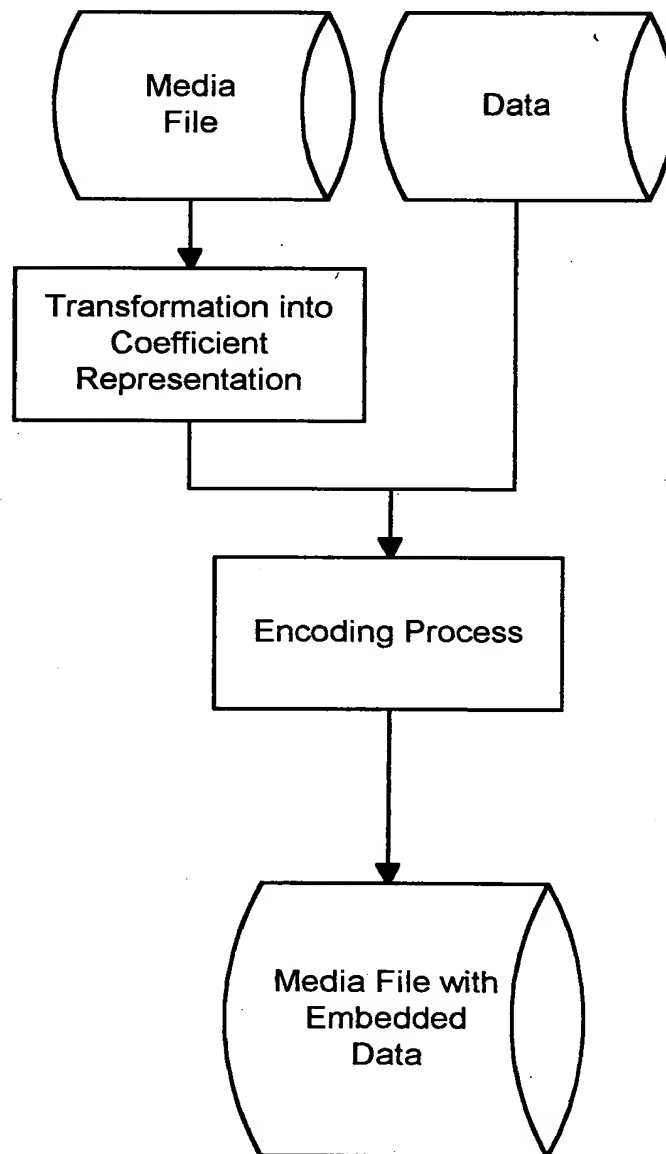 Media
File
Data
Transformation into
Coefficient
Representation
Encoding Process
Media File with
Embedded
Data